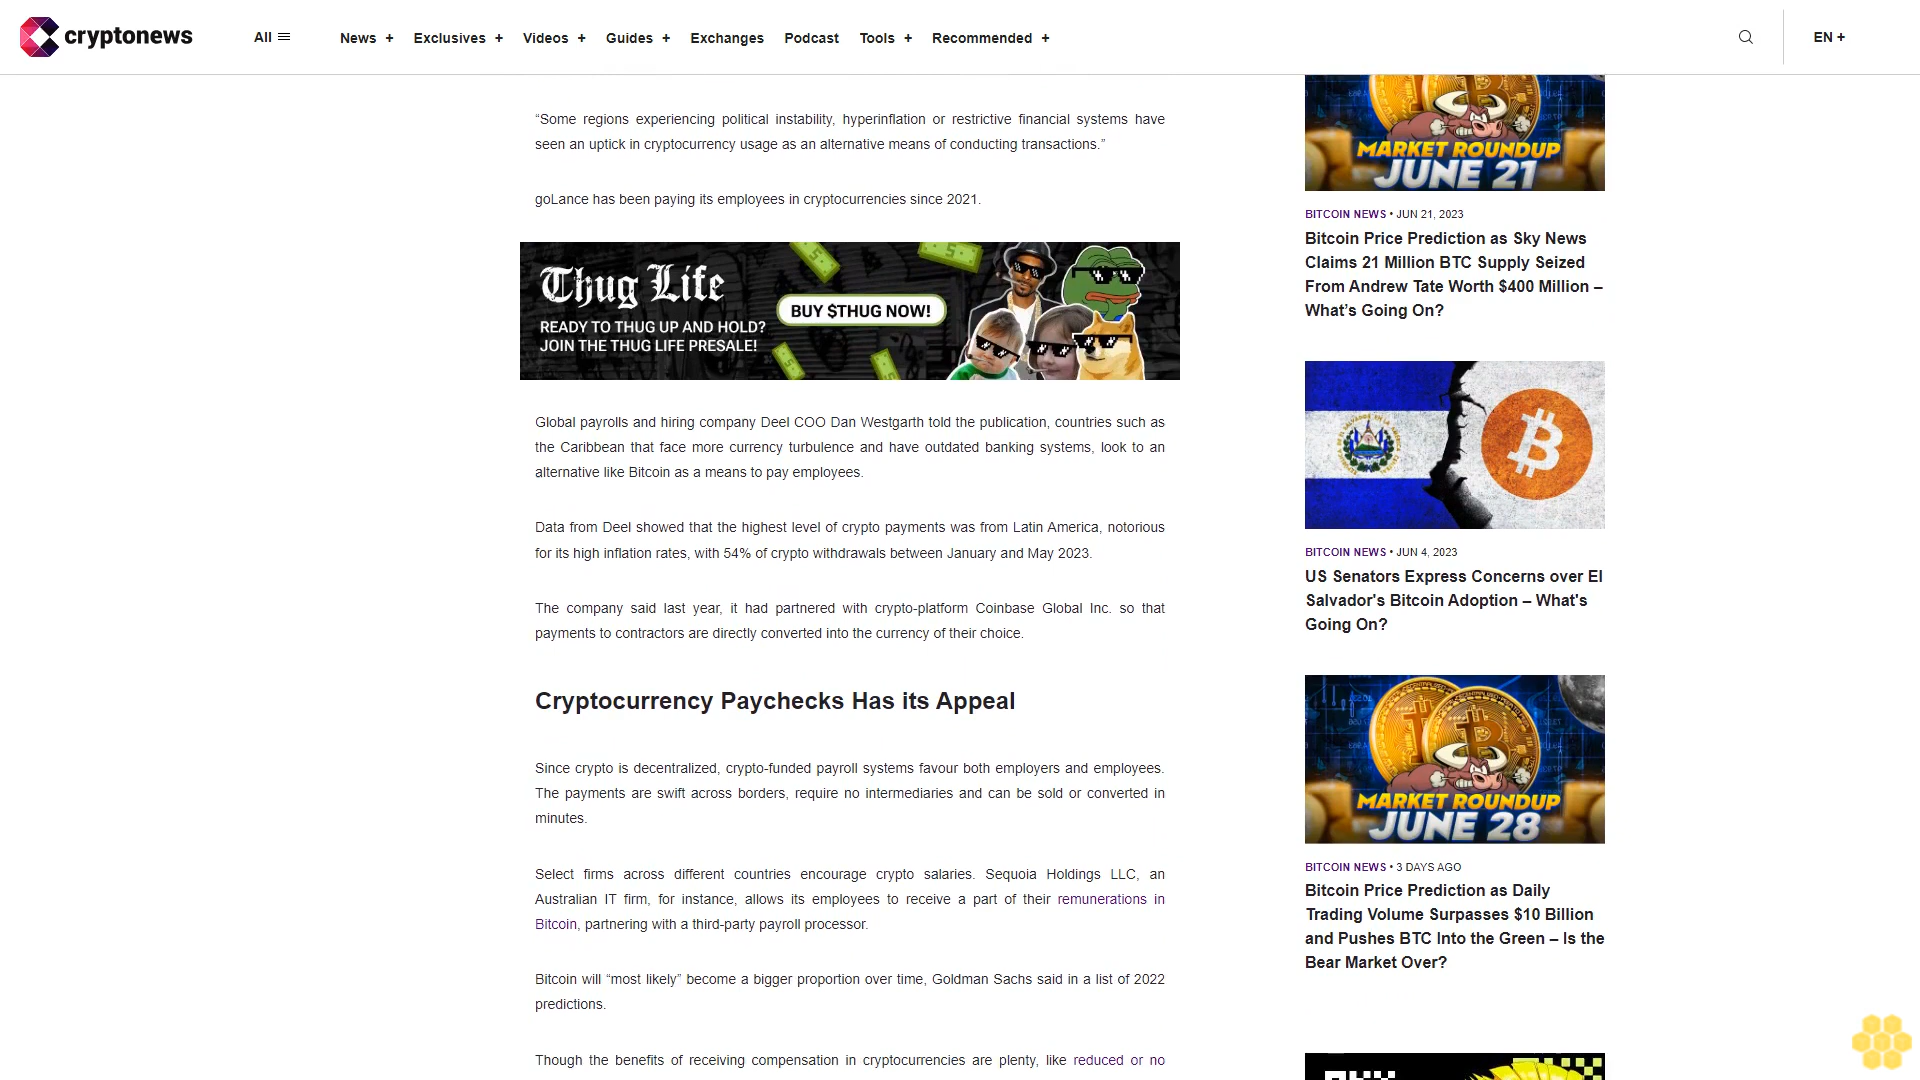 cryptonews
All
News +
Exclusives +
Videos +
Guides +
Exchanges
Podcast
Tools +
Recommended +
EN +
“Some regions experiencing political instability, hyperinflation or restrictive financial systems have
seen an uptick in cryptocurrency usage as an alternative means of conducting transactions.”
goLance has been paying its employees in cryptocurrencies since 2021.
Thug Life
READY TO THUG UP AND HOLD?
JOIN THE THUG LIFE PRESALE!
BUY $THUG NOW!
Global payrolls and hiring company Deel COO Dan Westgarth told the publication, countries such as
the Caribbean that face more currency turbulence and have outdated banking systems, look to an
alternative like Bitcoin as a means to pay employees.
Data from Deel showed that the highest level of crypto payments was from Latin America, notorious
for its high inflation rates, with 54% of crypto withdrawals between January and May 2023.
The company said last year, it had partnered with crypto-platform Coinbase Global Inc. so that
payments to contractors are directly converted into the currency of their choice.
Cryptocurrency Paychecks Has its Appeal
Since crypto is decentralized, crypto-funded payroll systems favour both employers and employees.
The payments are swift across borders, require no intermediaries and can be sold or converted in
minutes.
Select firms across different countries encourage crypto salaries. Sequoia Holdings LLC, an
Australian IT firm, for instance, allows its employees to receive a part of their remunerations in
Bitcoin, partnering with a third-party payroll processor.
Bitcoin will “most likely” become a bigger proportion over time, Goldman Sachs said in a list of 2022
predictions.
Though the benefits of receiving compensation in cryptocurrencies are plenty, like reduced or no
MARKET ROUNDUP
JUNE 21
BITCOIN NEWS • JUN 21, 2023
Bitcoin Price Prediction as Sky News
Claims 21 Million BTC Supply Seized
From Andrew Tate Worth $400 Million –
What’s Going On?
BITCOIN NEWS • JUN 4, 2023
US Senators Express Concerns over El
Salvador's Bitcoin Adoption – What's
Going On?
MARKET ROUNDUP
JUNE 28
BITCOIN NEWS • 3 DAYS AGO
Bitcoin Price Prediction as Daily
Trading Volume Surpasses $10 Billion
and Pushes BTC Into the Green – Is the
Bear Market Over?